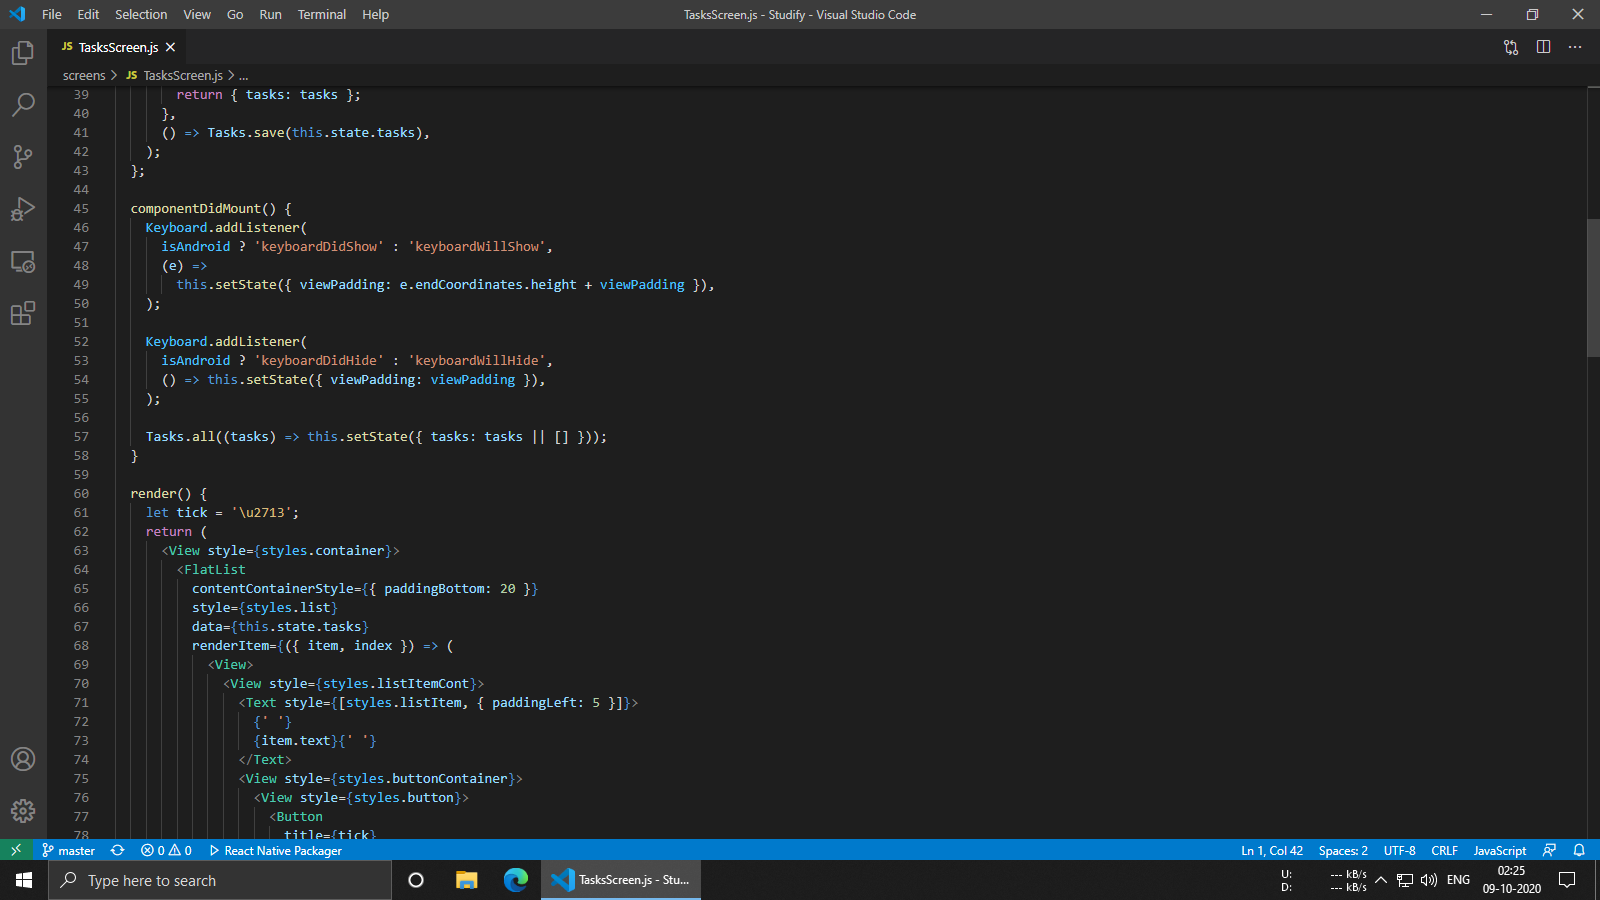 File Edit Selection View Go Run Terminal Help TasksScreen.js - Studify - Visual Studio Code
JS TasksScreen.js
screens > JS TasksScreen.js > ...
39 return { tasks: tasks };
40 },
41 () => Tasks.save(this.state.tasks),
42 );
43 };
44
45 componentDidMount() {
46 Keyboard.addListener(
47 isAndroid ? 'keyboardDidShow' : 'keyboardWillShow',
48 (e) =>
49 this.setState({ viewPadding: e.endCoordinates.height + viewPadding }),
50 );
51
52 Keyboard.addListener(
53 isAndroid ? 'keyboardDidHide' : 'keyboardWillHide',
54 () => this.setState({ viewPadding: viewPadding }),
55 );
56
57 Tasks.all((tasks) => this.setState({ tasks: tasks || [] }));
58 }
59
60 render() {
61 let tick = '\u2713';
62 return (
63 <View style={styles.container}>
64 <FlatList
65 contentContainerStyle={{ paddingBottom: 20 }}
66 style={styles.list}
67 data={this.state.tasks}
68 renderItem={({ item, index }) => (
69 <View>
70 <View style={styles.listItemCont}>
71 <Text style={[styles.listItem, { paddingLeft: 5 }]}>
72 {' '}
73 {item.text}{' '}
74 </Text>
75 <View style={styles.buttonContainer}>
76 <View style={styles.button}>
77 <Button
78 title={tick}
master 0 0 React Native Packager Ln 1, Col 42 Spaces: 2 UTF-8 CRLF JavaScript
Type here to search TasksScreen.js - Stu... U: --- kB/s D: --- kB/s ENG 02:25 09-10-2020